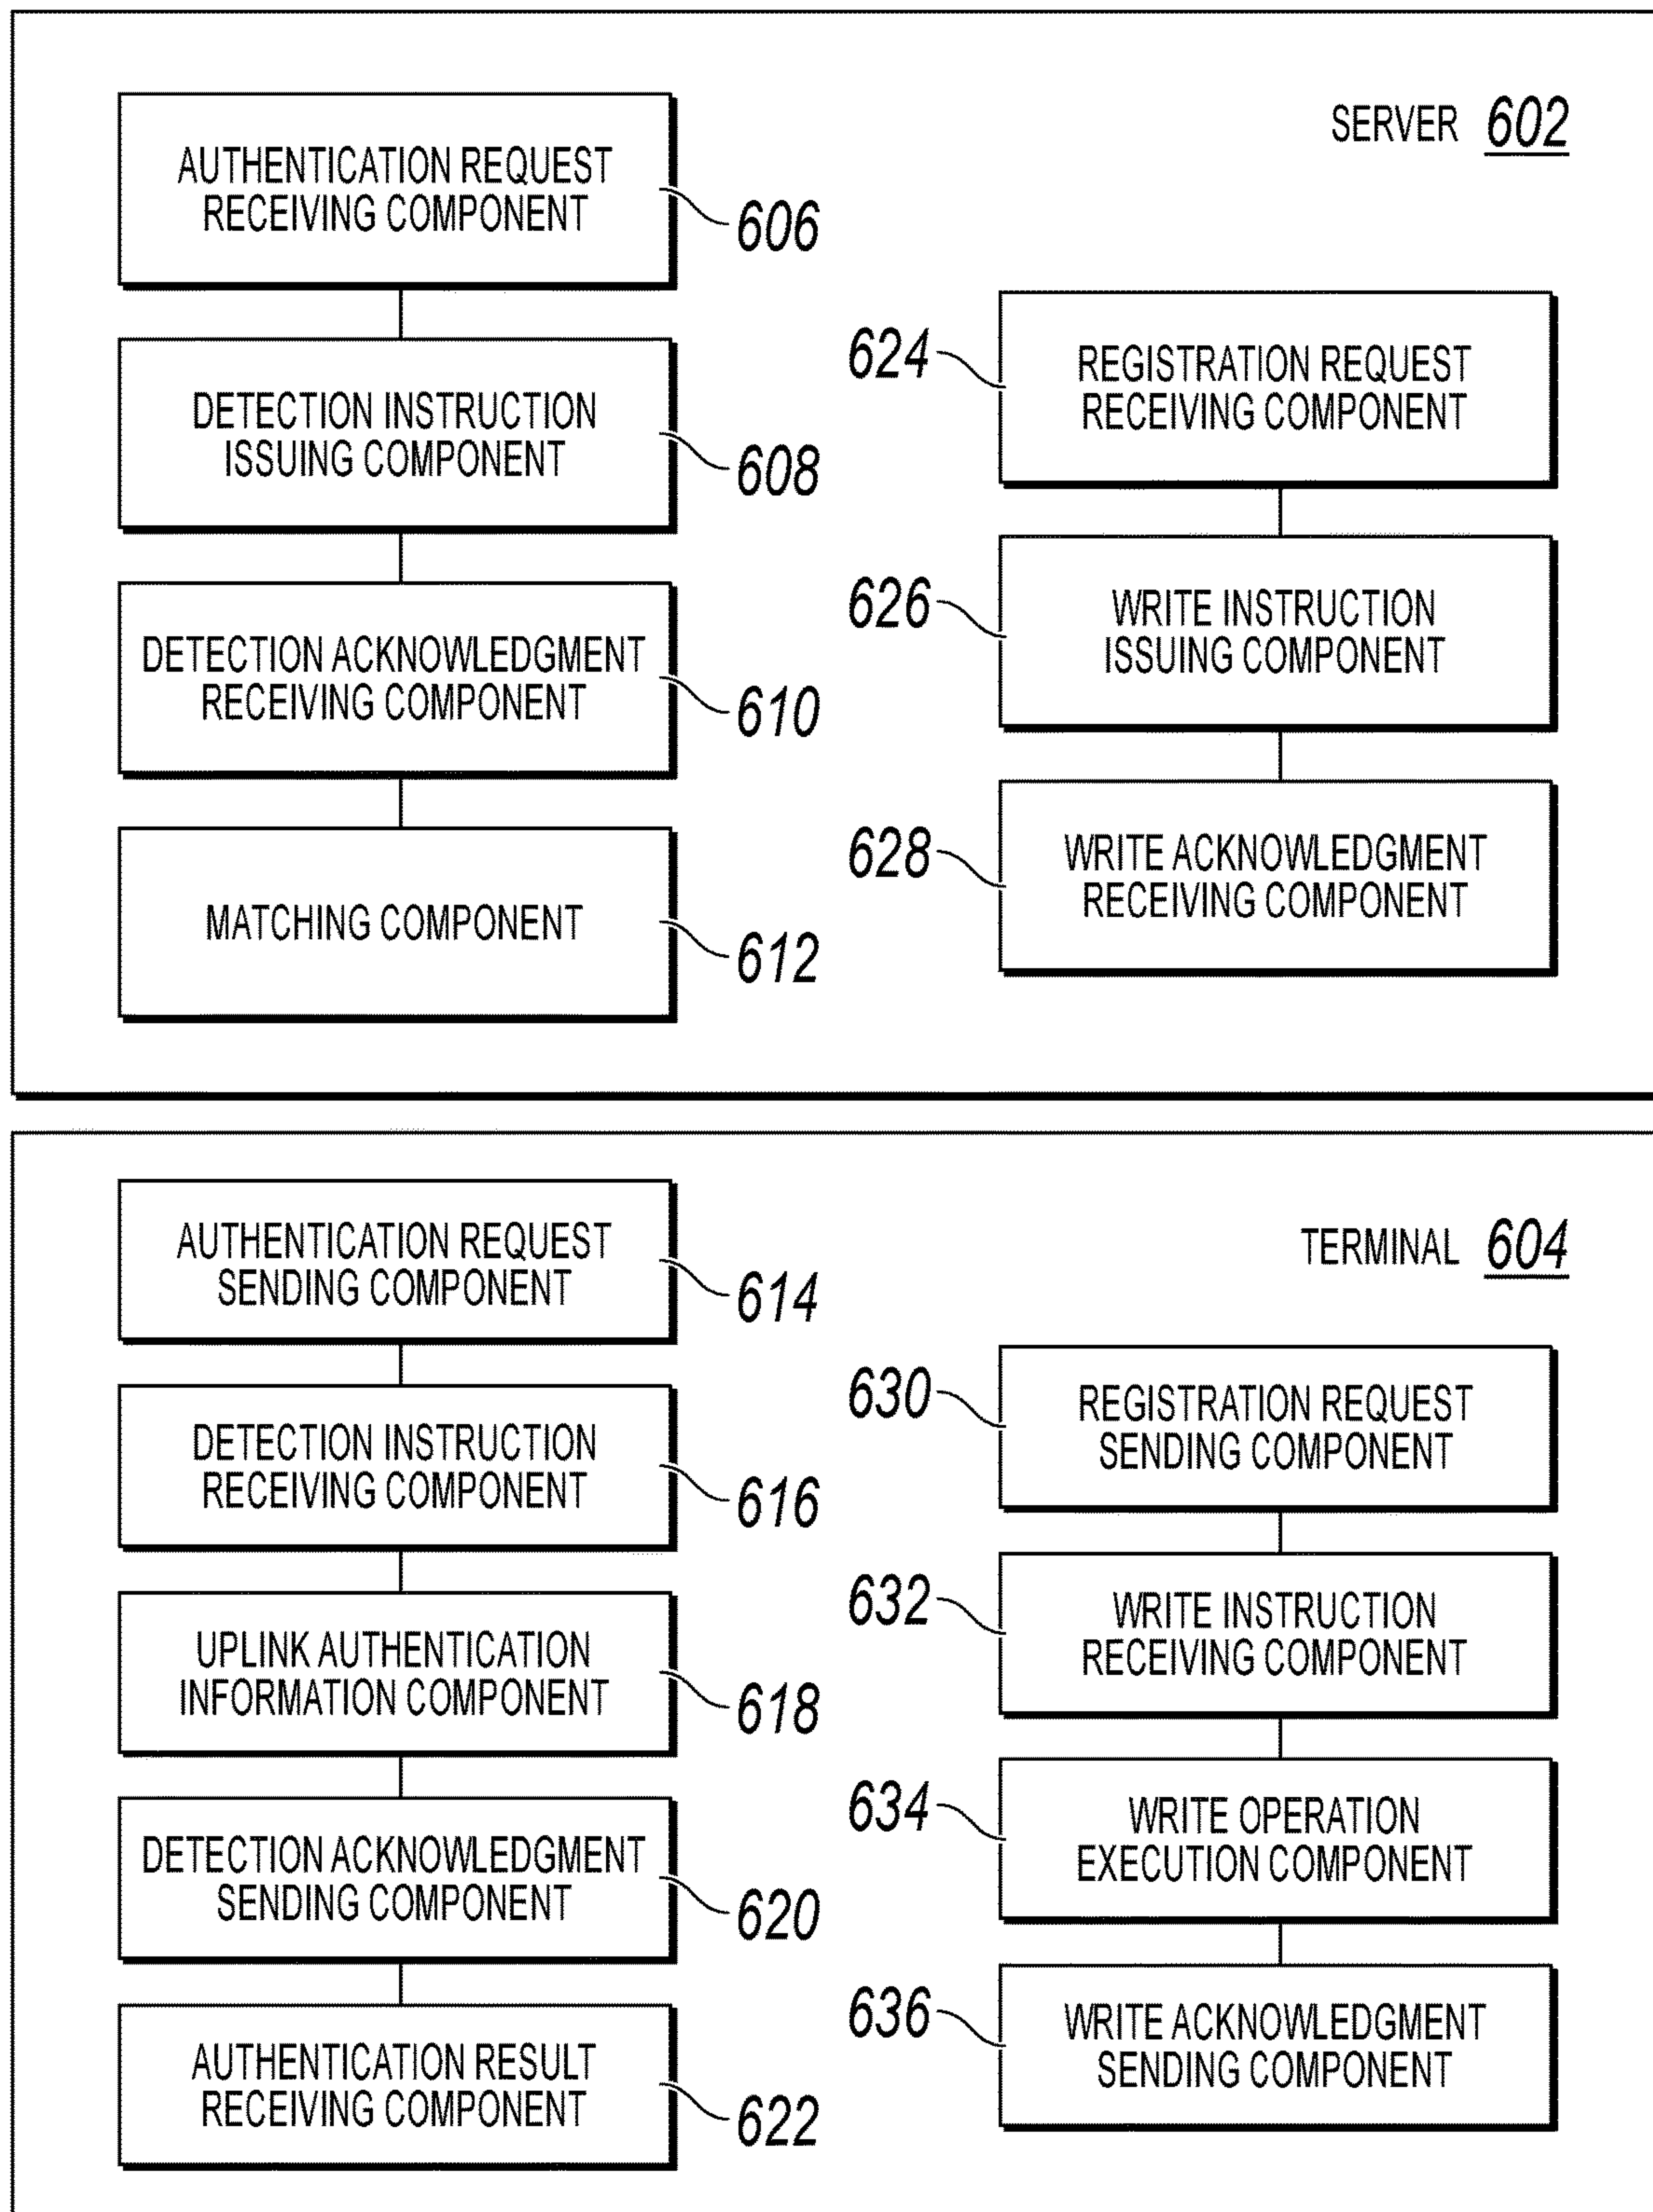 SERVER 602
AUTHENTICATION REQUEST
RECEIVING COMPONENT
606
DETECTION INSTRUCTION
ISSUING COMPONENT
608
DETECTION ACKNOWLEDGMENT
RECEIVING COMPONENT
610
MATCHING COMPONENT
612
624
REGISTRATION REQUEST
RECEIVING COMPONENT
626
WRITE INSTRUCTION
ISSUING COMPONENT
628
WRITE ACKNOWLEDGMENT
RECEIVING COMPONENT
TERMINAL 604
AUTHENTICATION REQUEST
SENDING COMPONENT
614
DETECTION INSTRUCTION
RECEIVING COMPONENT
616
UPLINK AUTHENTICATION
INFORMATION COMPONENT
618
DETECTION ACKNOWLEDGMENT
SENDING COMPONENT
620
AUTHENTICATION RESULT
RECEIVING COMPONENT
622
630
REGISTRATION REQUEST
SENDING COMPONENT
632
WRITE INSTRUCTION
RECEIVING COMPONENT
634
WRITE OPERATION
EXECUTION COMPONENT
636
WRITE ACKNOWLEDGMENT
SENDING COMPONENT